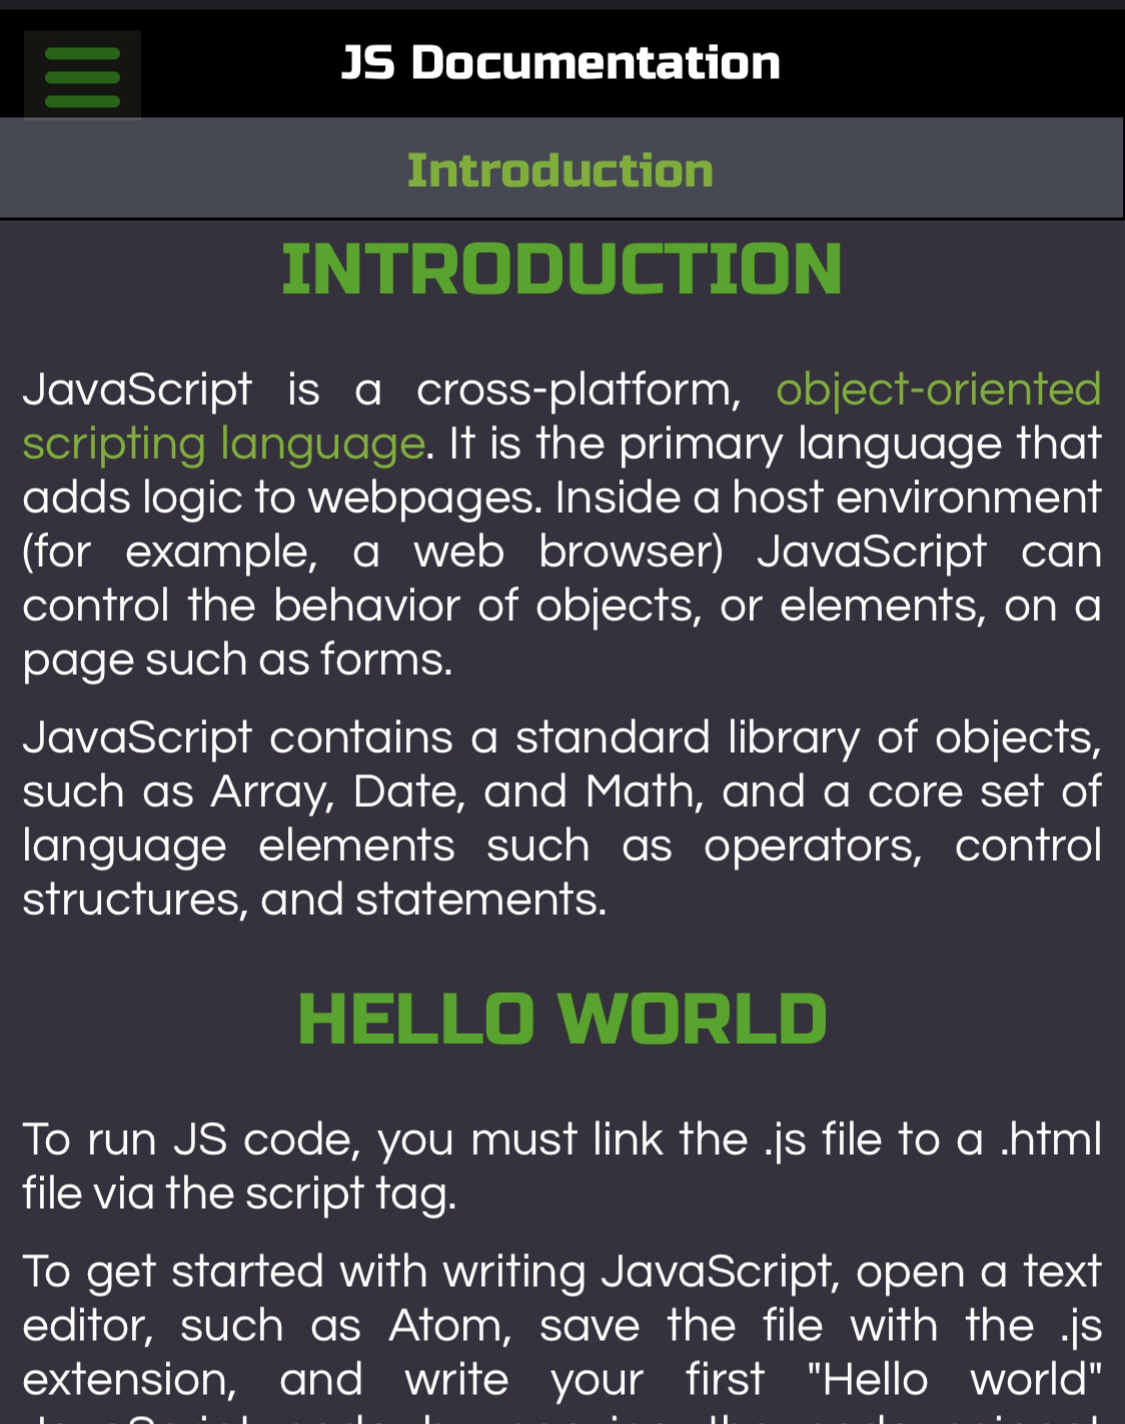 JS Documentation
Introduction
INTRODUCTION
JavaScript is a cross-platform, object-oriented
scripting language. It is the primary language that
adds logic to webpages. Inside a host environment
(for example, a web browser) JavaScript can
control the behavior of objects, or elements, on a
page such as forms.
JavaScript contains a standard library of objects,
such as Array, Date, and Math, and a core set of
language elements such as operators, control
structures, and statements.
HELLO WORLD
To run JS code, you must link the .js file to a .html
file via the script tag.
To get started with writing JavaScript, open a text
editor, such as Atom, save the file with the .js
extension, and write your first "Hello world"